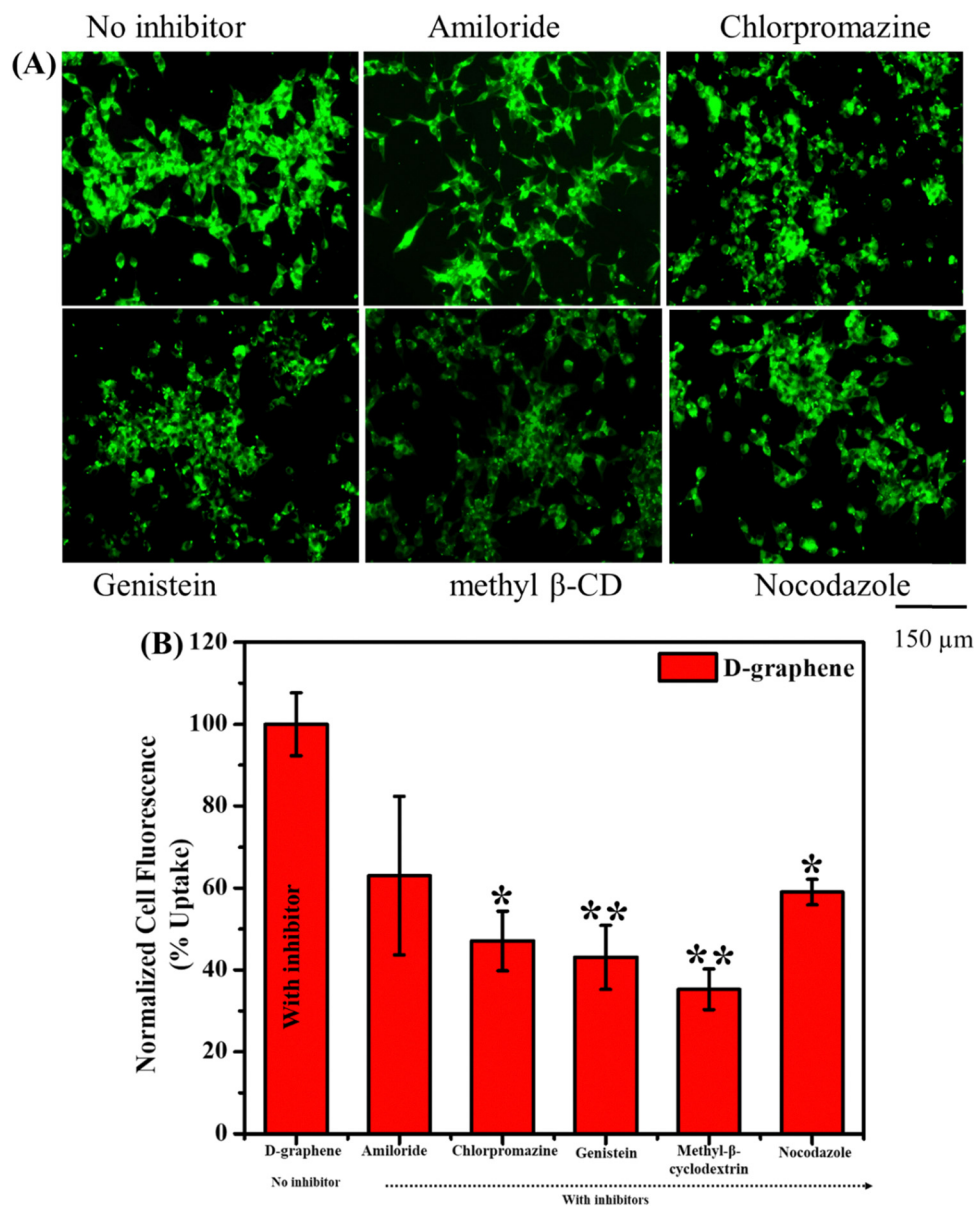 No inhibitor Amiloride Chlorpromazine
(A)
Genistein methyl β-CD Nocodazole
150 µm
(B)
120
100
80
60
40
20
0
Normalized Cell Fluorescence
(% Uptake)
D-graphene
With inhibitor
*
**
**
*
D-graphene Amiloride Chlorpromazine Genistein Methyl-β- Nocodazole
cyclodextrin
No inhibitor
With inhibitors